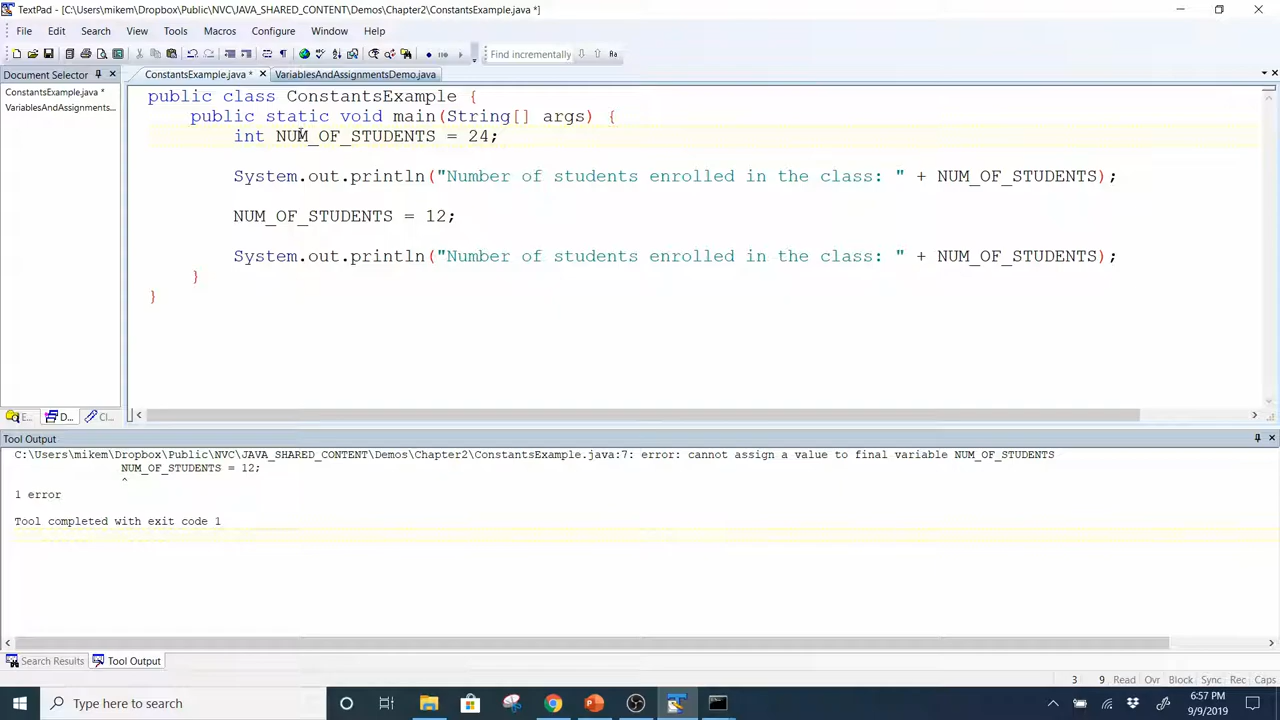 TextPad - [C:\Users\mikem\Dropbox\Public\NVC\JAVA_SHARED_CONTENT\Demos\Chapter2\ConstantsExample.java *]
File Edit Search View Tools Macros Configure Window Help
Find incrementally
Document Selector
ConstantsExample.java *
VariablesAndAssignments...
ConstantsExample.java * VariablesAndAssignmentsDemo.java
public class ConstantsExample {
public static void main(String[] args) {
int NUM_OF_STUDENTS = 24;
System.out.println("Number of students enrolled in the class: " + NUM_OF_STUDENTS);
NUM_OF_STUDENTS = 12;
System.out.println("Number of students enrolled in the class: " + NUM_OF_STUDENTS);
}
}
E... D... Cl...
Tool Output
C:\Users\mikem\Dropbox\Public\NVC\JAVA_SHARED_CONTENT\Demos\Chapter2\ConstantsExample.java:7: error: cannot assign a value to final variable NUM_OF_STUDENTS
NUM_OF_STUDENTS = 12;
^
1 error
Tool completed with exit code 1
Search Results Tool Output
3 9 Read Ovr Block Sync Rec Caps
Type here to search
6:57 PM
9/9/2019